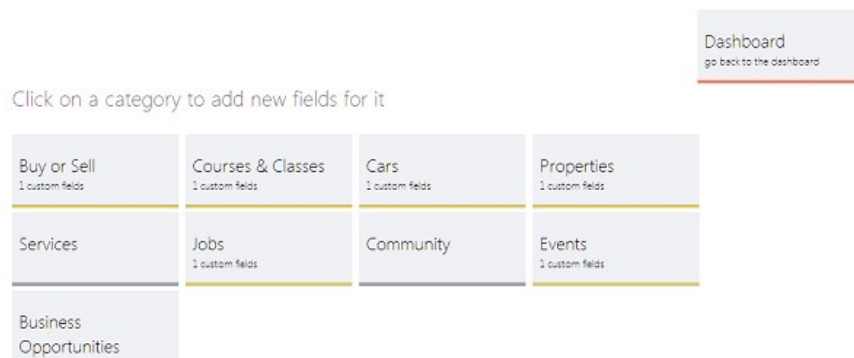 Dashboard
go back to the dashboard
Click on a category to add new fields for it
Buy or Sell
1 custom fields
Courses & Classes
1 custom fields
Cars
1 custom fields
Properties
1 custom fields
Services
Jobs
1 custom fields
Community
Events
1 custom fields
Business
Opportunities